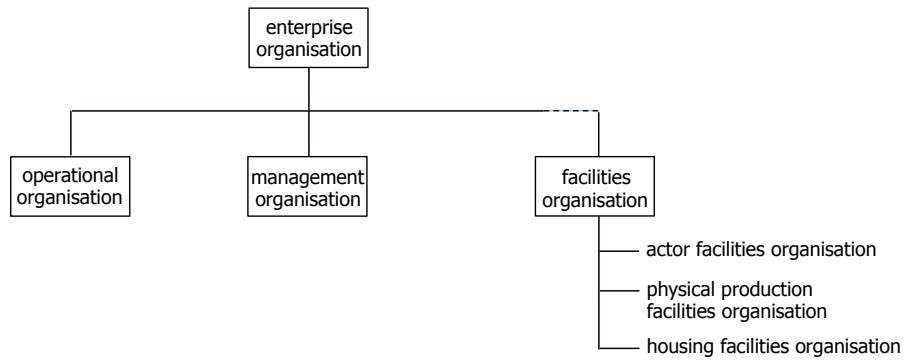 enterprise
organisation
operational
organisation
management
organisation
facilities
organisation
actor facilities organisation
physical production
facilities organisation
housing facilities organisation